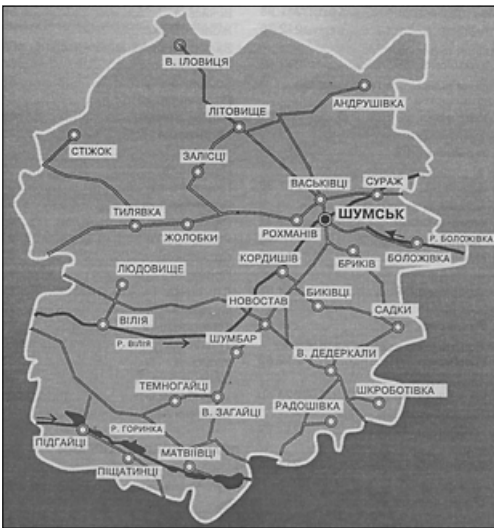 В. ІЛОВИЦЯ
АНДРУШІВКА
ЛІТОВИЩЕ
СТІЖОК
ЗАЛІСЦІ
ВАСЬКІВЦІ
СУРАЖ
ТИЛЯВКА
ЖОЛОБКИ
РОХМАНІВ
ШУМСЬК
Р. БОЛОЖІВКА
БОЛОЖІВКА
КОРДИШІВ
БРИКІВ
ЛЮДОВИЩЕ
НОВОСТАВ
БИКІВЦІ
САДКИ
ВІЛІЯ
Р. ВІЛІЯ
ШУМБАР
В. ДЕДЕРКАЛИ
ТЕМНОГАЙЦІ
ШКРОБОТІВКА
В. ЗАГАЙЦІ
РАДОШІВКА
ПІДГАЙЦІ
Р. ГОРИНКА
МАТВІЇВЦІ
ПІЩАТИНЦІ